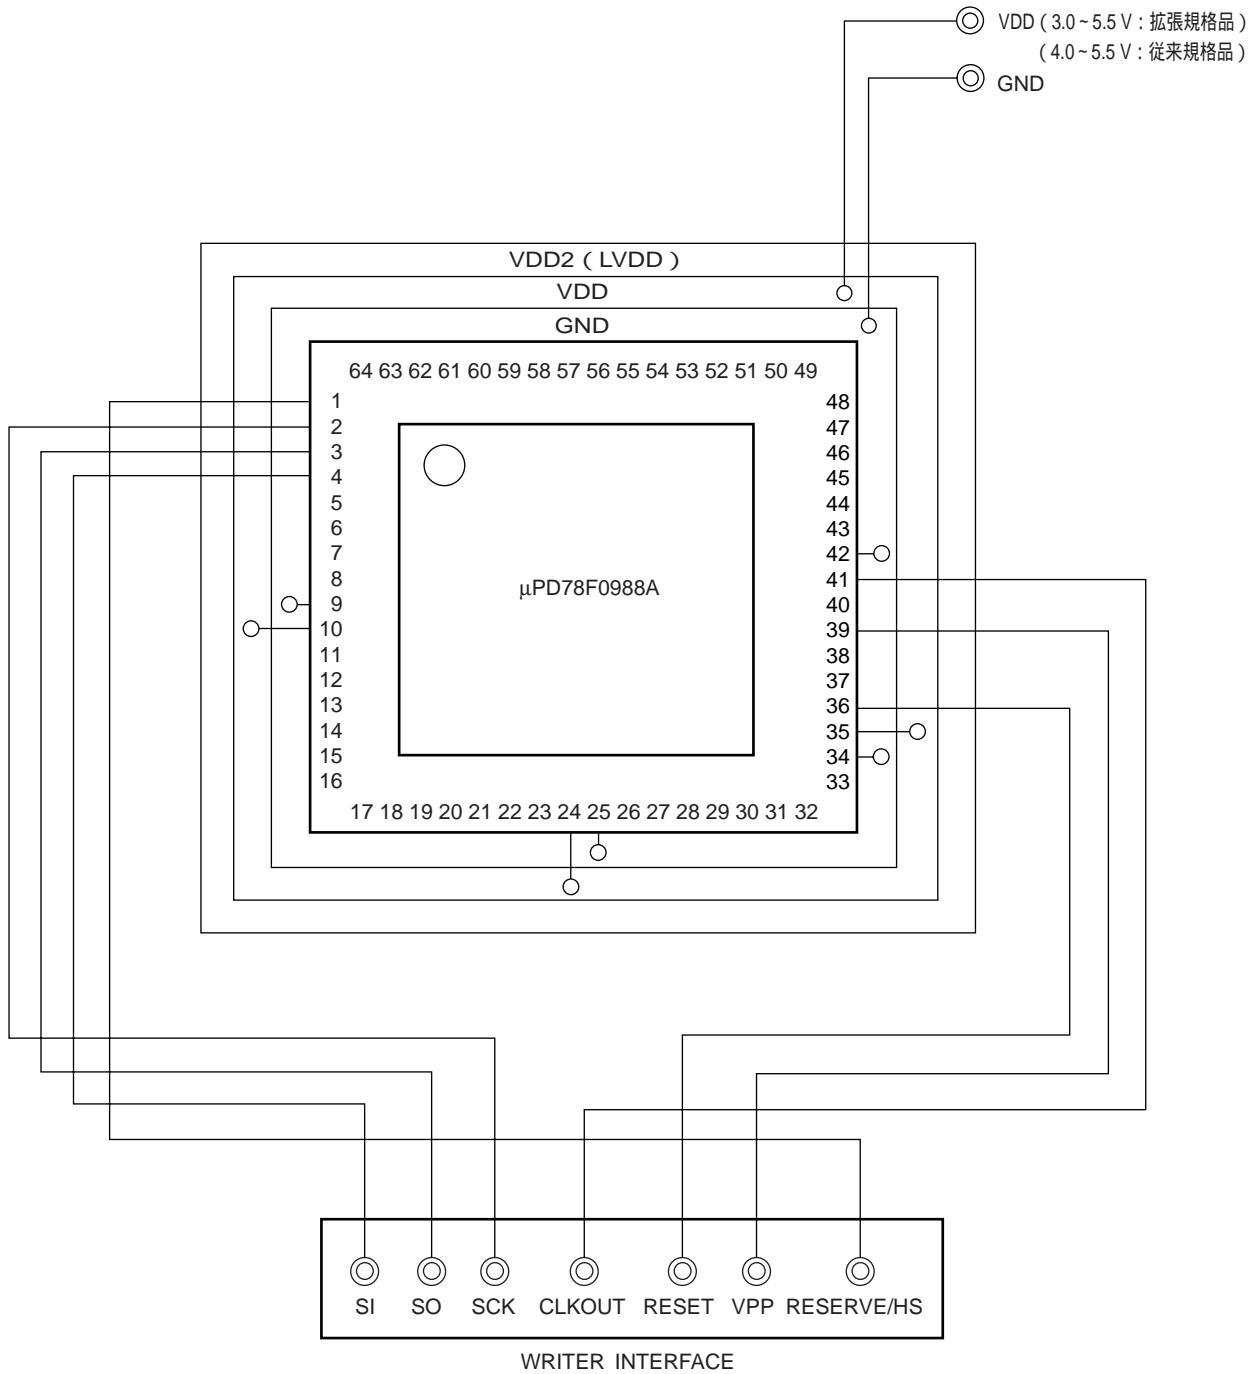 VDD ( 3.0 ~ 5.5 V : 拡張規格品 )
( 4.0 ~ 5.5 V : 従来規格品 )
GND
VDD2 ( LVDD )
VDD
GND
64 63 62 61 60 59 58 57 56 55 54 53 52 51 50 49
1
2
3
4
5
6
7
8
9
10
11
12
13
14
15
16
μPD78F0988A
48
47
46
45
44
43
42
41
40
39
38
37
36
35
34
33
17 18 19 20 21 22 23 24 25 26 27 28 29 30 31 32
SI SO SCK CLKOUT RESET VPP RESERVE/HS
WRITER INTERFACE